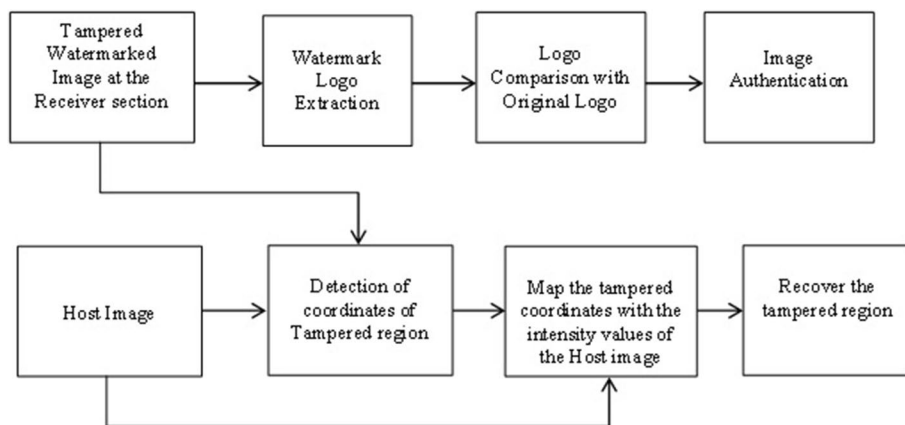 Tampered
Watermarked
Image at the
Receiver section
Watermark
Logo
Extraction
Logo
Comparison with
Original Logo
Image
Authentication
Host Image
Detection of
coordinates of
Tampered region
Map the tampered
coordinates with the
intensity values of
the Host image
Recover the
tampered region